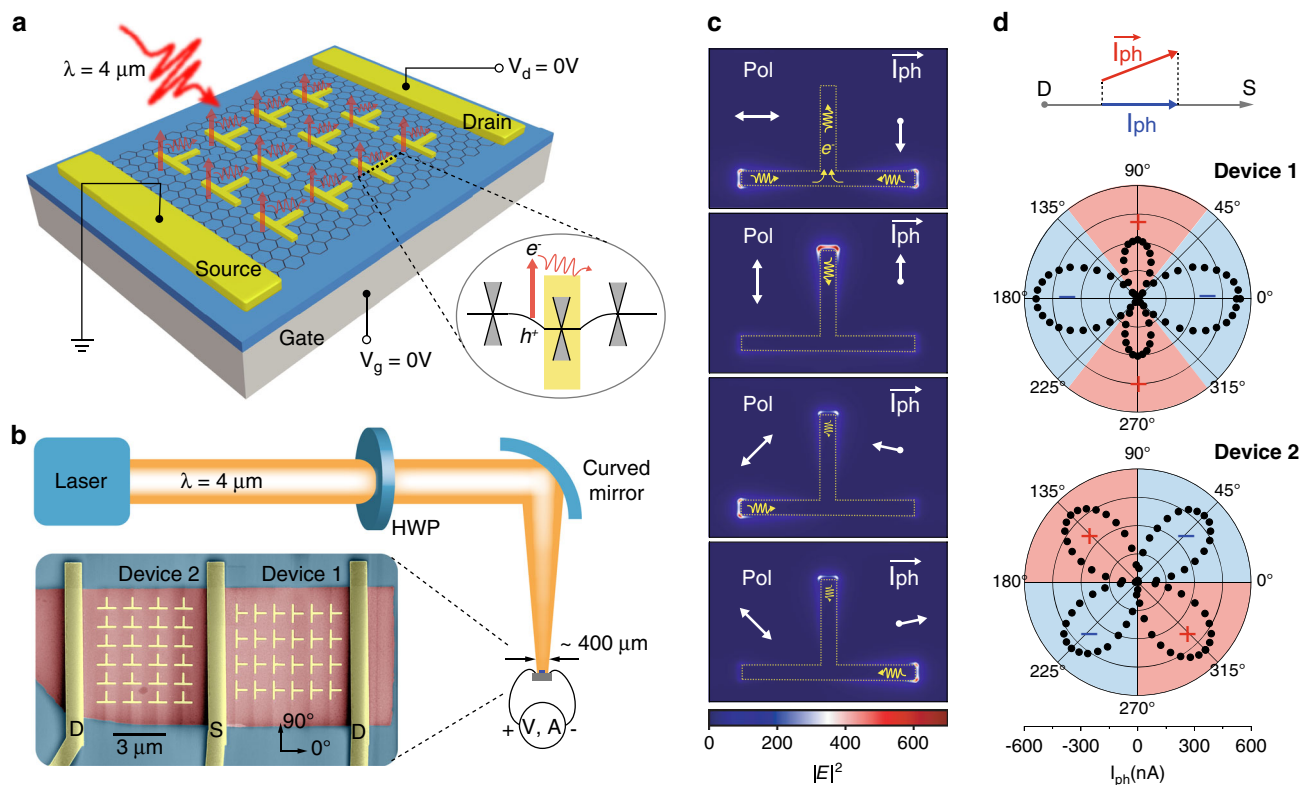 a
λ = 4 μm
V_d = 0V
Drain
Source
Gate
V_g = 0V
e⁻
h⁺
b
Laser
λ = 4 μm
HWP
Curved
mirror
Device 2
Device 1
D
S
D
3 μm
90°
0°
~ 400 μm
+
V, A
-
c
Pol
I_ph
e⁻
Pol
I_ph
Pol
I_ph
Pol
I_ph
0
200
400
600
|E|²
d
I_ph
D
S
I_ph
Device 1
90°
135°
45°
180°
0°
225°
315°
270°
+
−
−
+
Device 2
90°
135°
45°
180°
0°
225°
315°
270°
+
−
−
+
-600
-300
0
300
600
I_ph(nA)